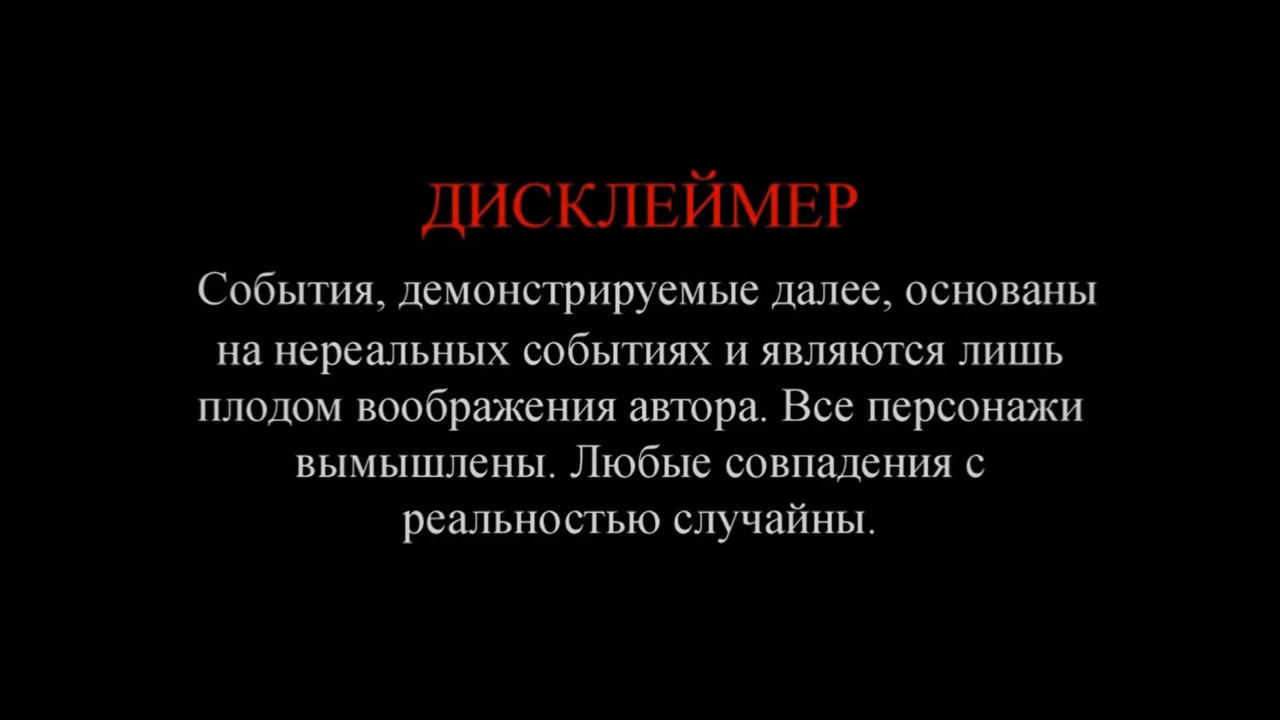 ДИСКЛЕЙМЕР
События, демонстрируемые далее, основаны
на нереальных событиях и являются лишь
плодом воображения автора. Все персонажи
вымышлены. Любые совпадения с
реальностью случайны.